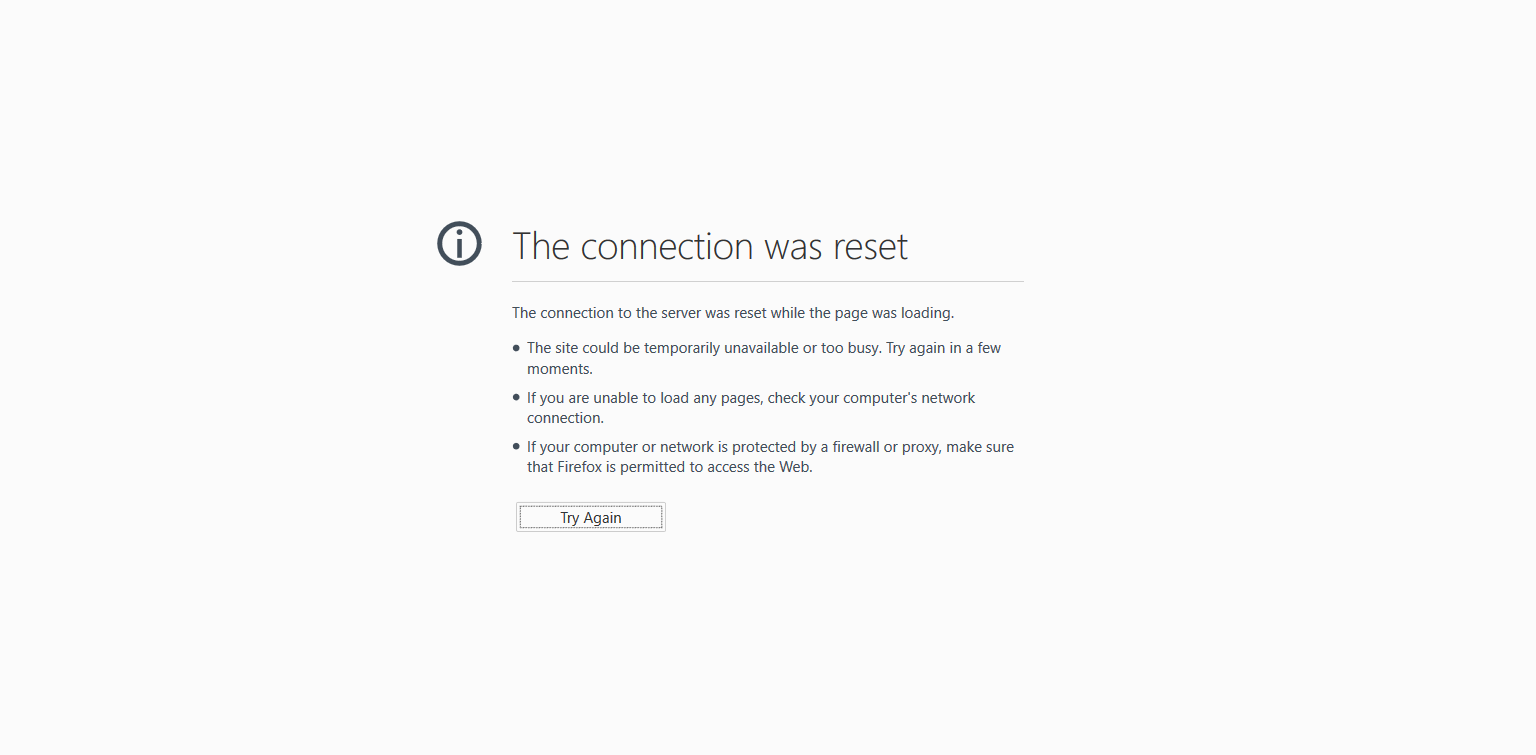 The connection was reset
The connection to the server was reset while the page was loading.
The site could be temporarily unavailable or too busy. Try again in a few
moments.
If you are unable to load any pages, check your computer's network
connection.
If your computer or network is protected by a firewall or proxy, make sure
that Firefox is permitted to access the Web.
Try Again